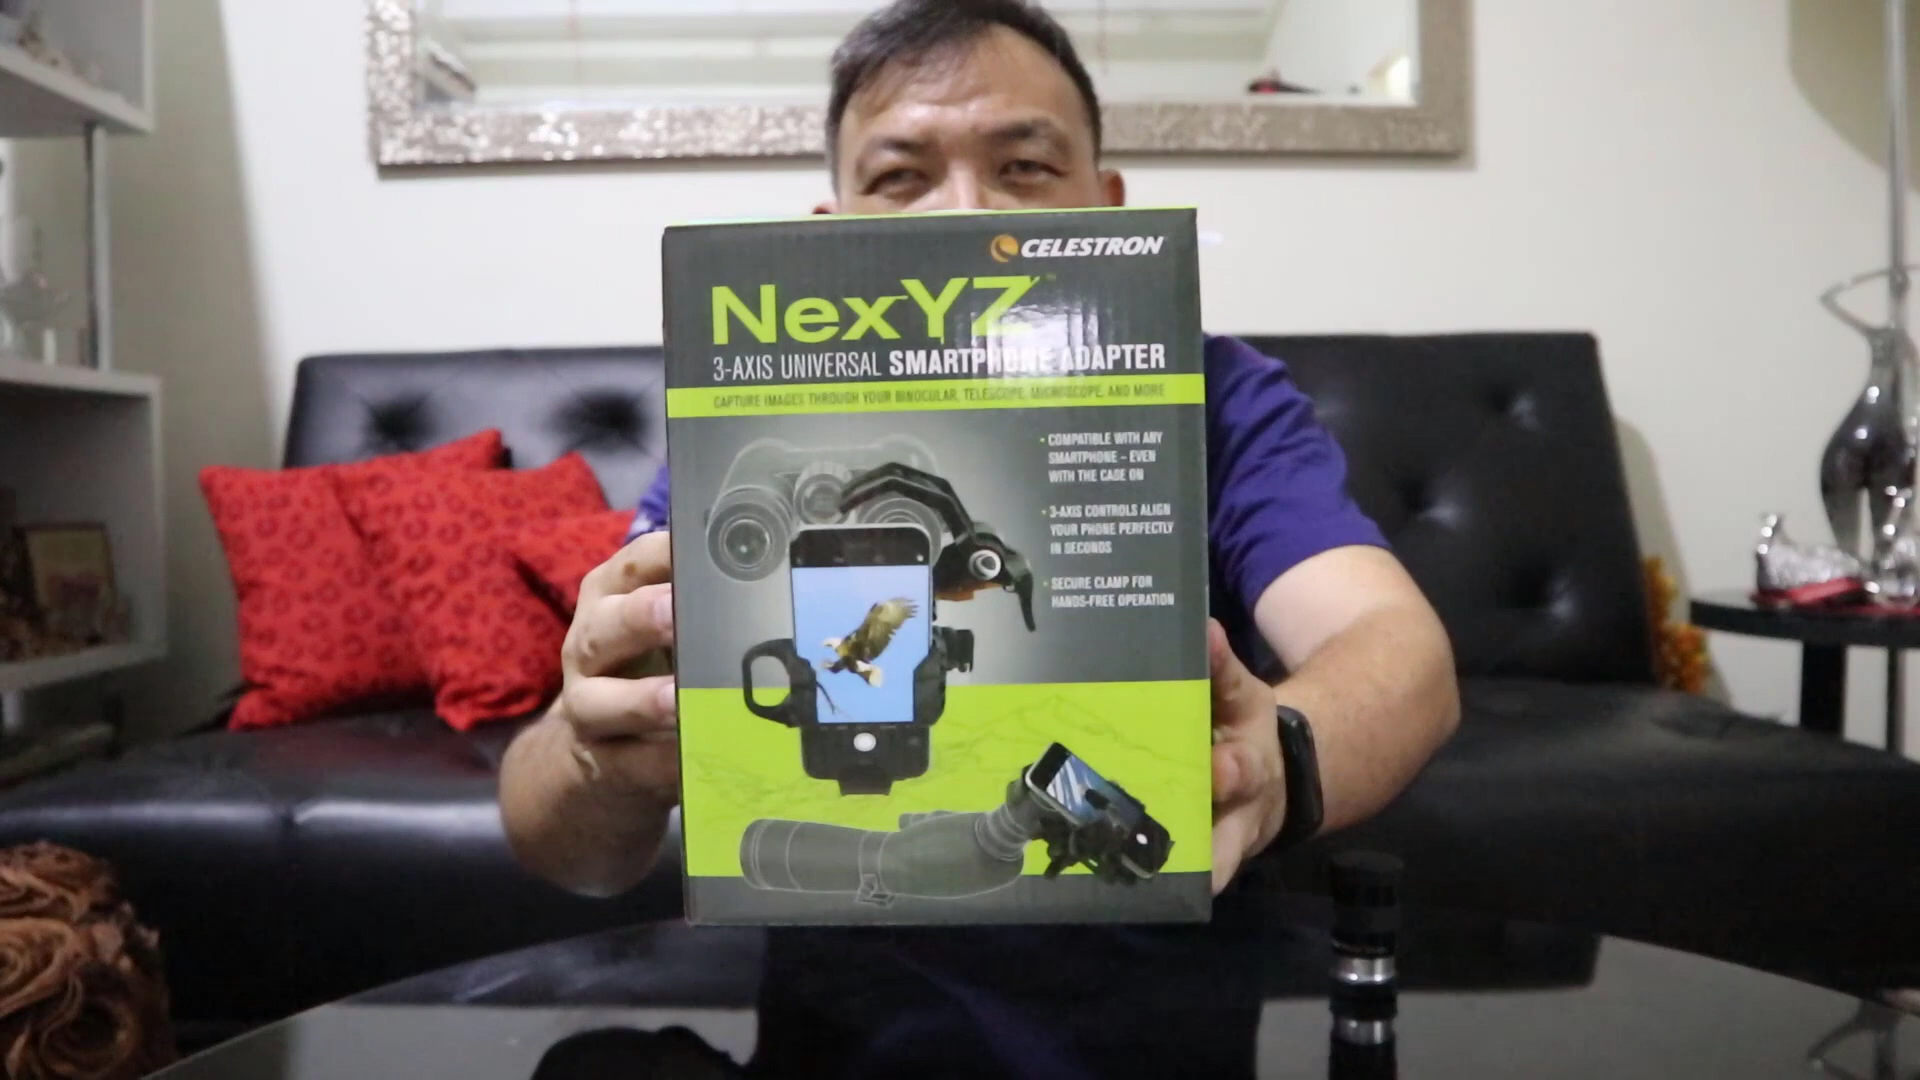 CELESTRON
NexYZ™
3-AXIS UNIVERSAL SMARTPHONE ADAPTER
CAPTURE IMAGES THROUGH YOUR BINOCULAR, TELESCOPE, MICROSCOPE, AND MORE
• COMPATIBLE WITH ANY
SMARTPHONE – EVEN
WITH THE CASE ON
• 3-AXIS CONTROLS ALIGN
YOUR PHONE PERFECTLY
IN SECONDS
• SECURE CLAMP FOR
HANDS-FREE OPERATION